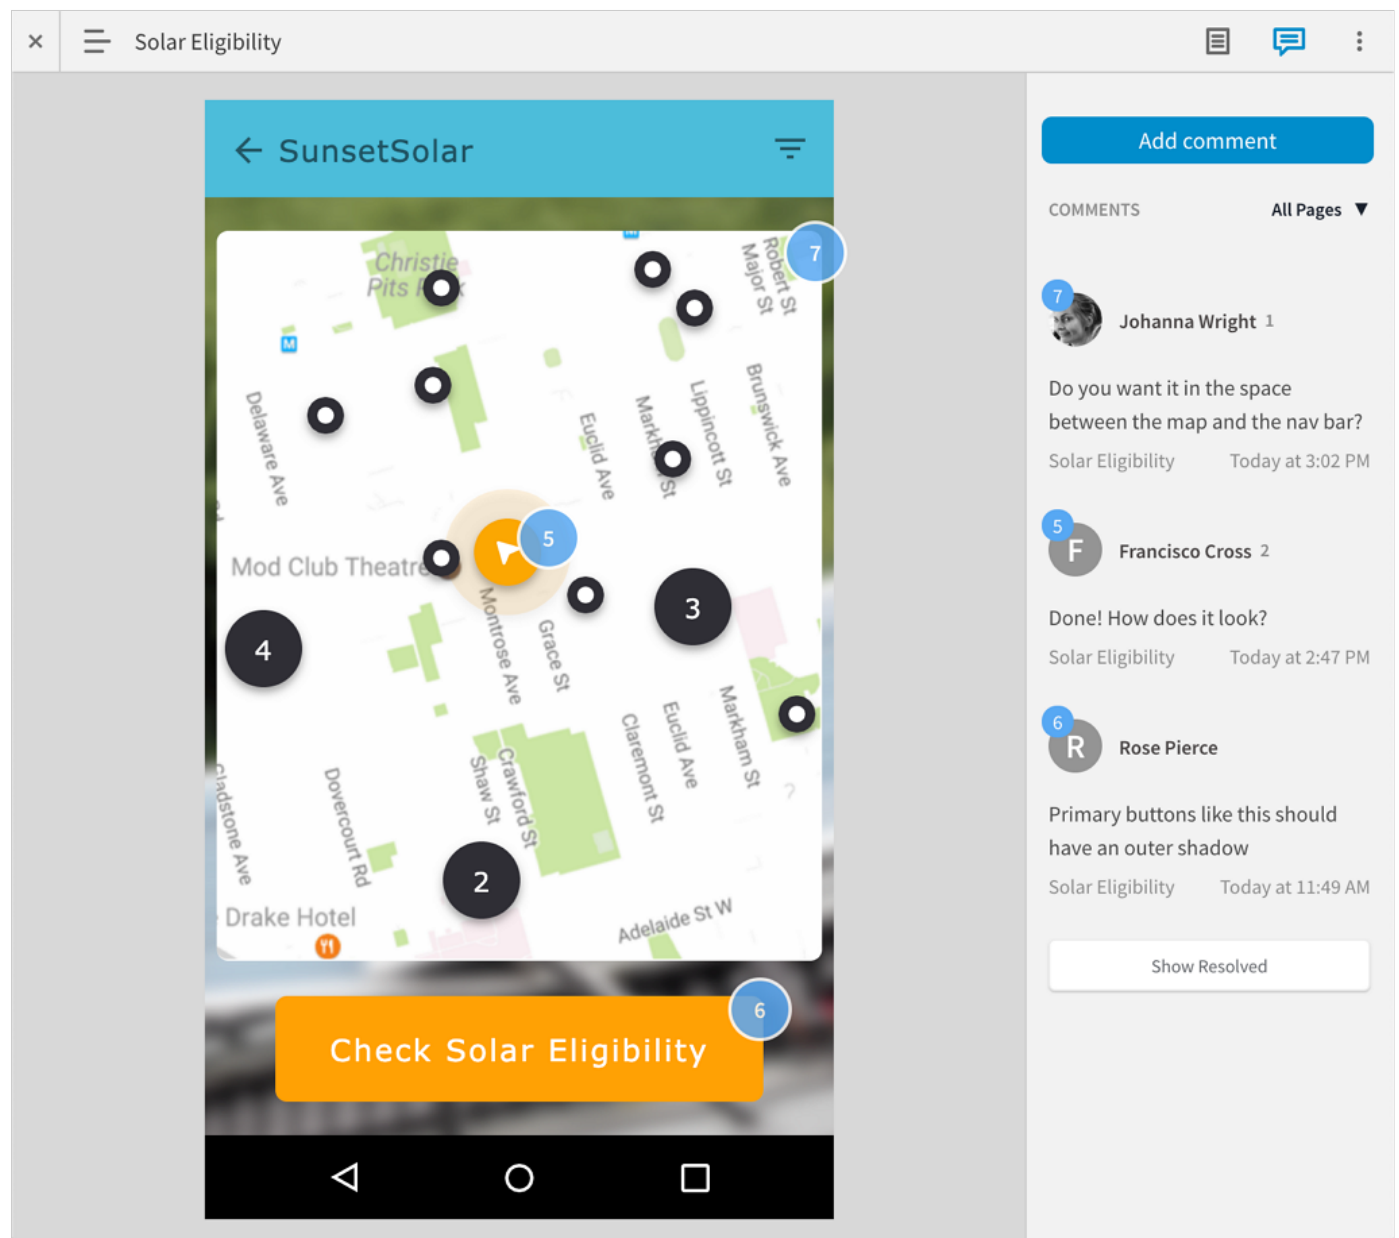 Solar Eligibility
SunsetSolar
Christie
Pits
7
M
Robert St
Major St
Delaware Ave
Euclid Ave
Markham St
Lippincott St
Brunswick Ave
5
Mod Club Theatre
Montrose Ave
Grace St
3
4
Gladstone Ave
Dovercourt Rd
Shaw St
Crawford St
Claremont St
Euclid Ave
Markham St
2
Drake Hotel
Adelaide St W
6
Check Solar Eligibility
Add comment
COMMENTS All Pages
7
Johanna Wright 1
Do you want it in the space
between the map and the nav bar?
Solar Eligibility Today at 3:02 PM
5
F
Francisco Cross 2
Done! How does it look?
Solar Eligibility Today at 2:47 PM
6
R
Rose Pierce
Primary buttons like this should
have an outer shadow
Solar Eligibility Today at 11:49 AM
Show Resolved